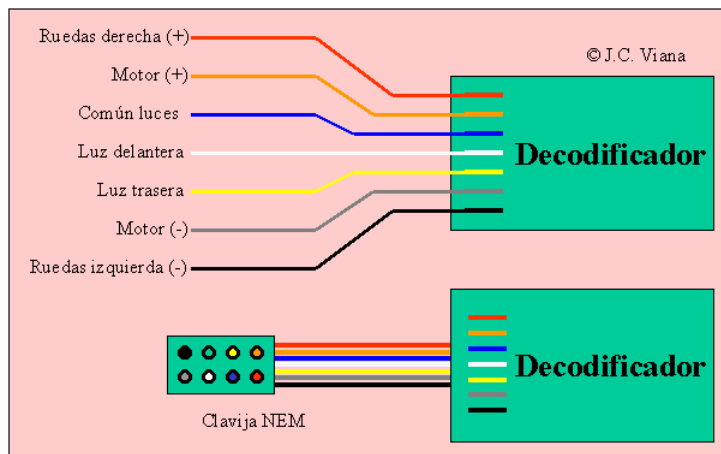 Ruedas derecha (+)
© J.C. Viana
Motor (+)
Común luces
Luz delantera
Decodificador
Luz trasera
Motor (-)
Ruedas izquierda (-)
Decodificador
Clavija NEM